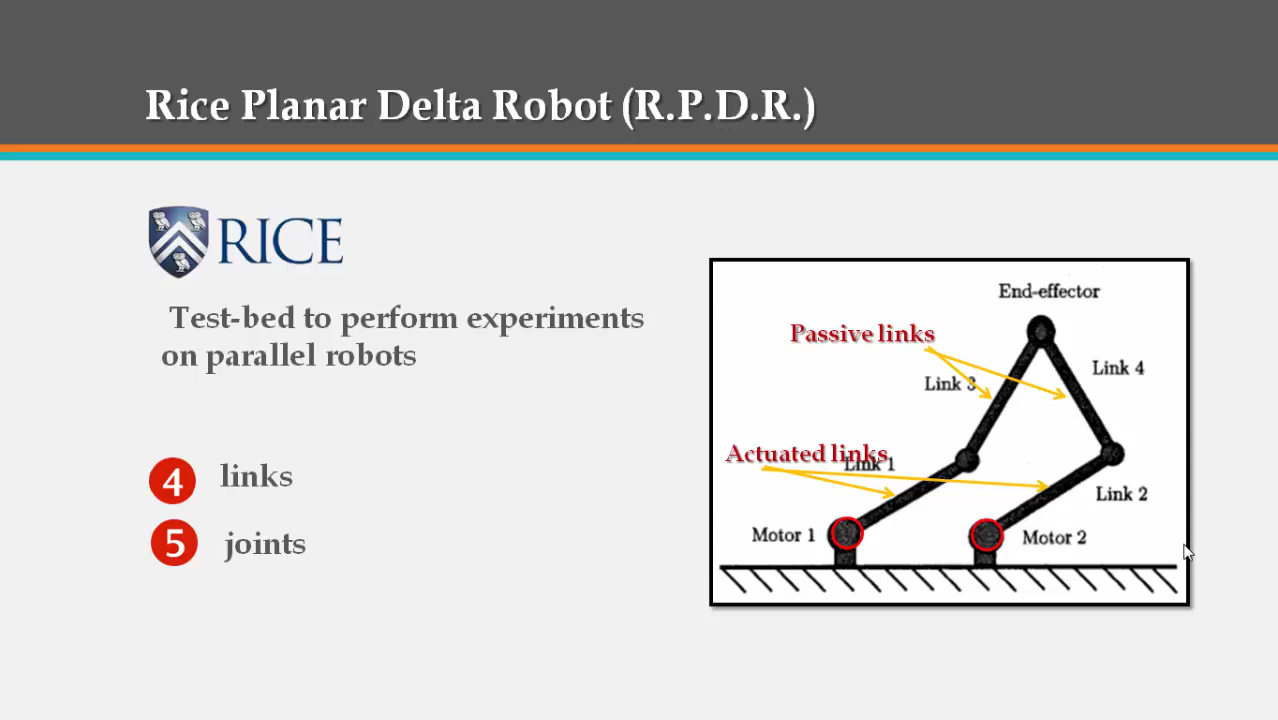 Rice Planar Delta Robot (R.P.D.R.)
RICE
Test-bed to perform experiments
on parallel robots
4 links
5 joints
End-effector
Passive links
Link 4
Link 3
Actuated links
Link 1
Link 2
Motor 1
Motor 2